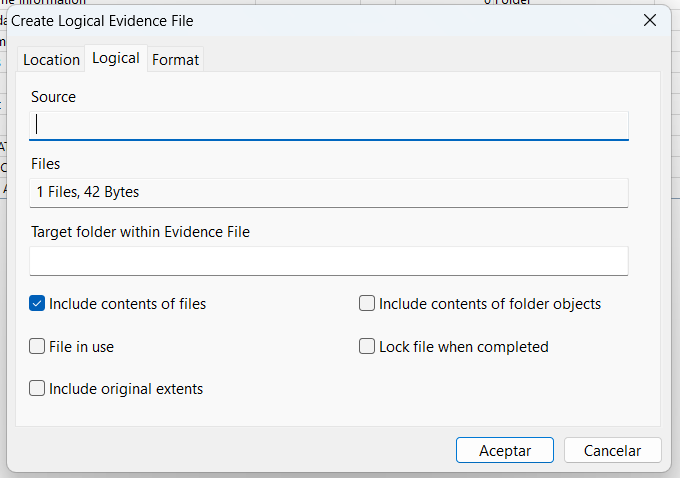 0 Folder
Create Logical Evidence File
Location Logical Format
Source
Files
1 Files, 42 Bytes
Target folder within Evidence File
Include contents of files Include contents of folder objects
File in use Lock file when completed
Include original extents
Aceptar Cancelar